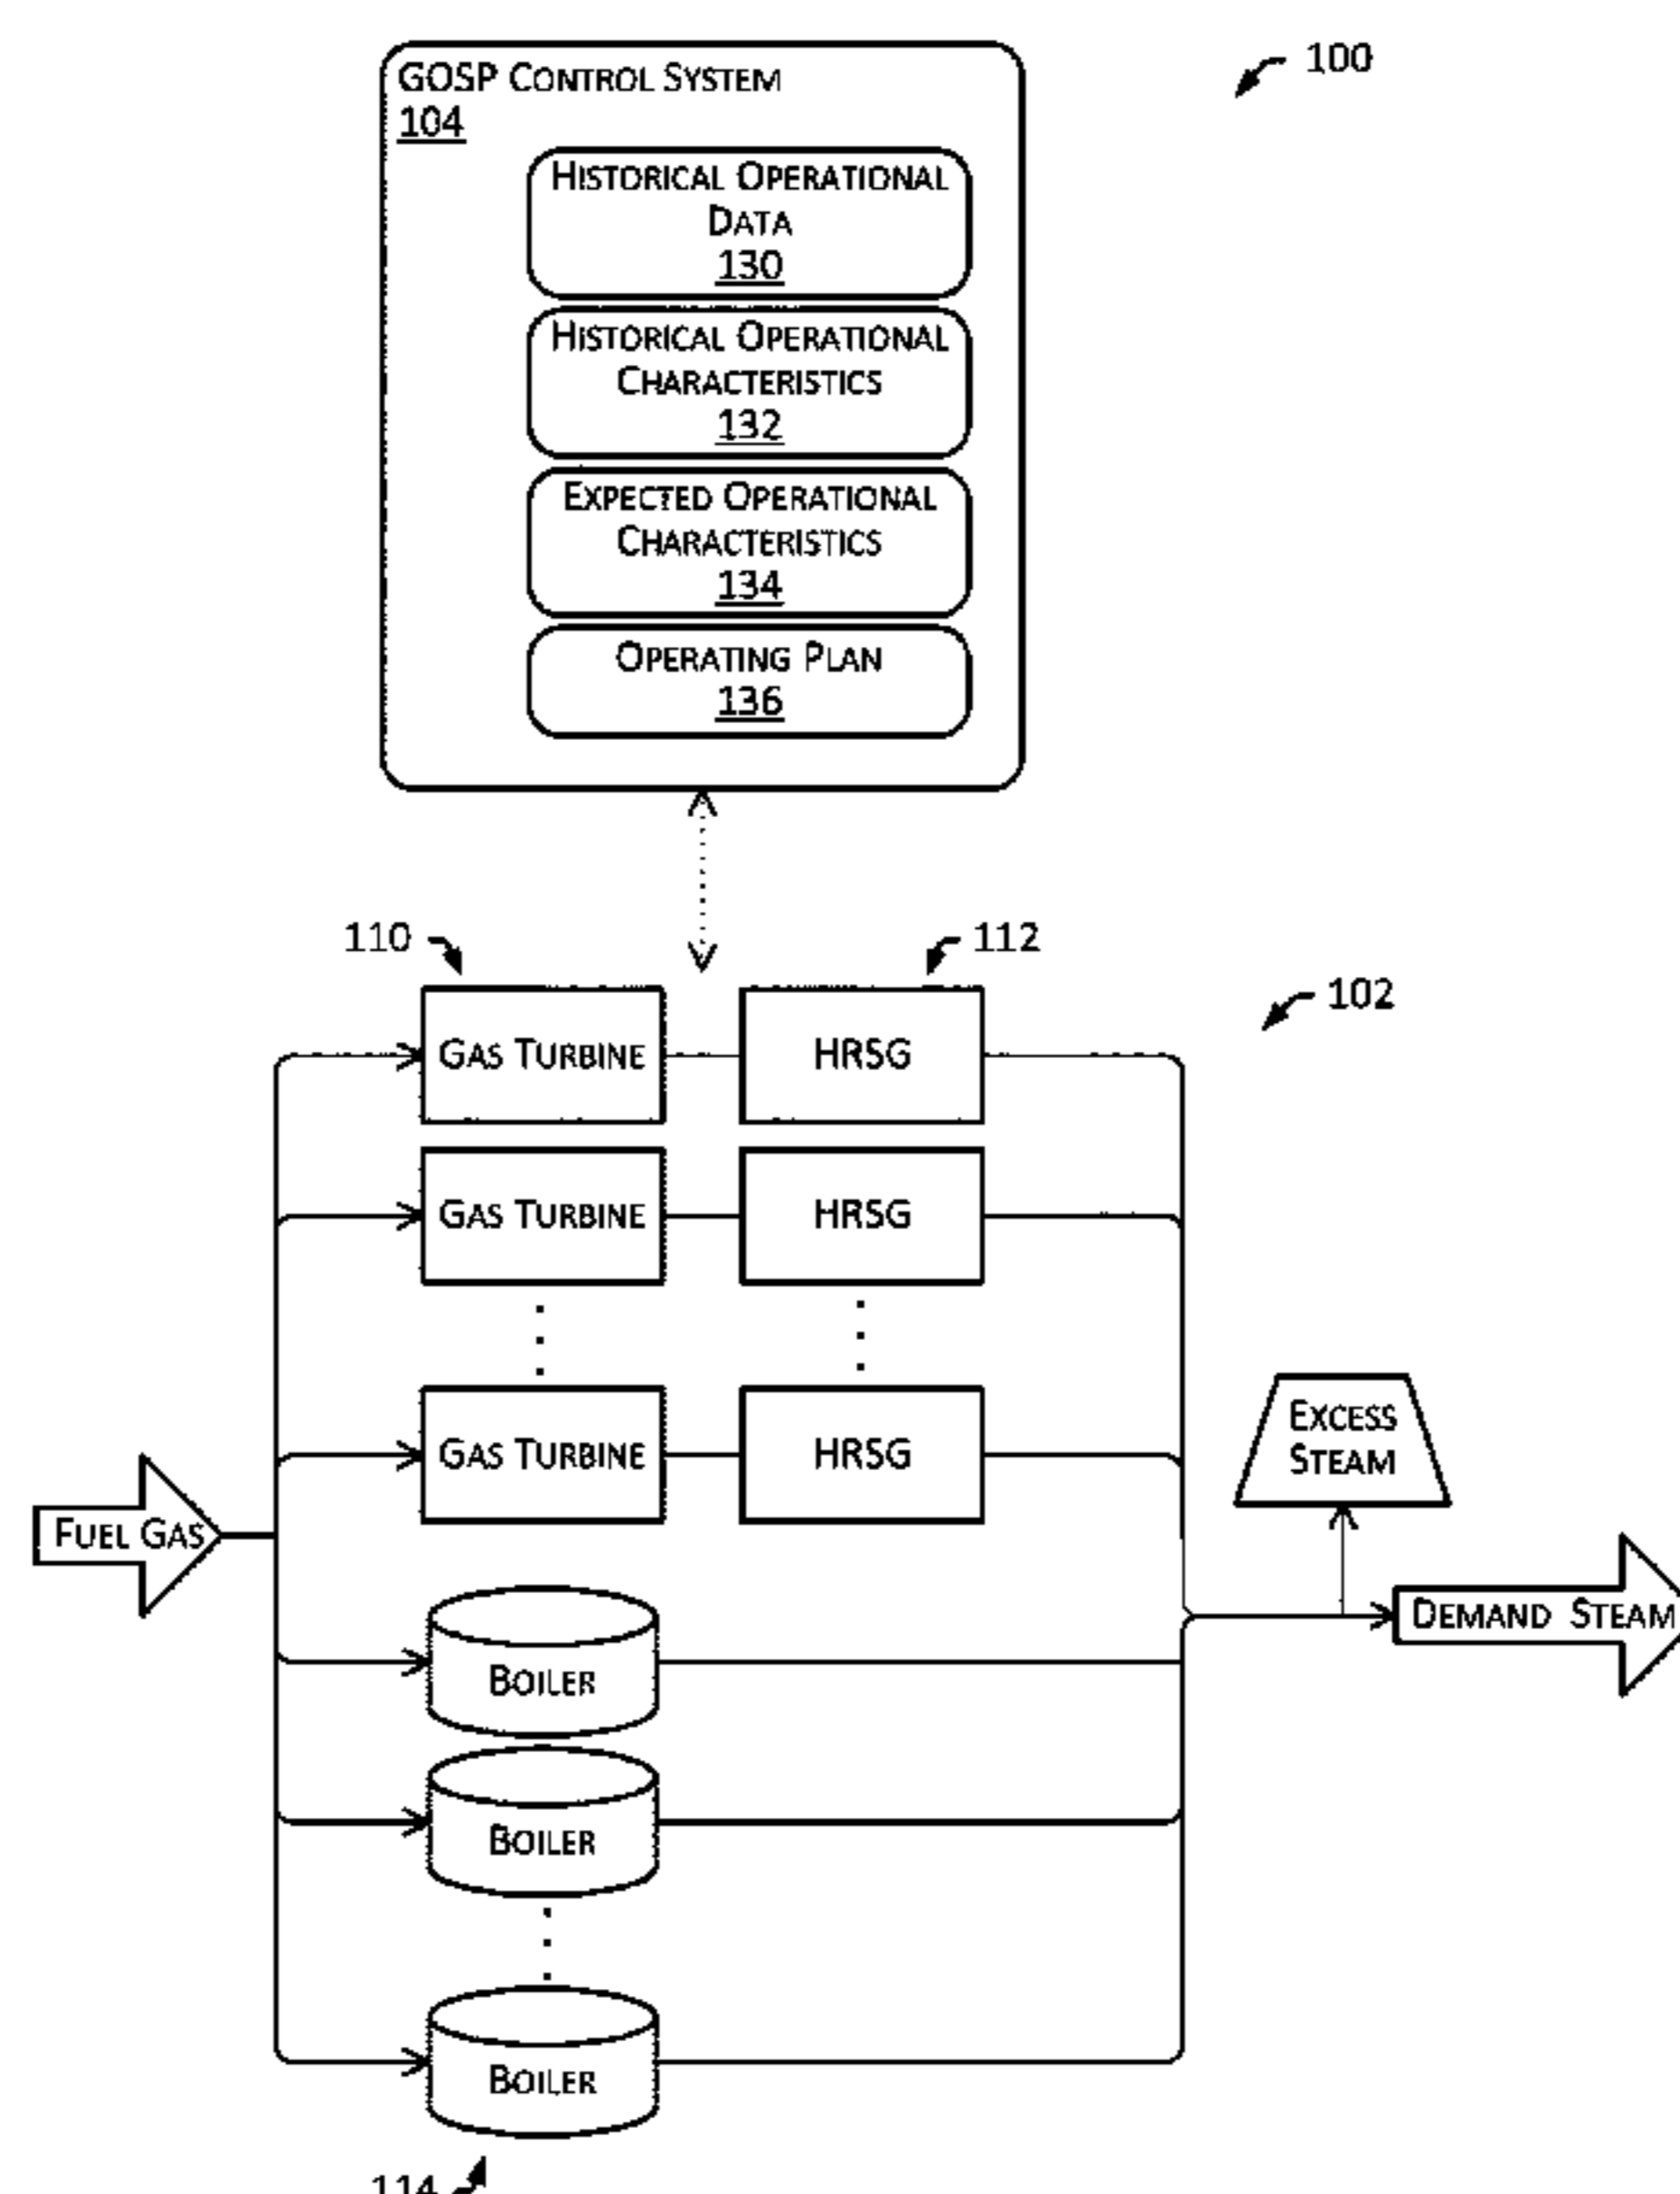 100
GOSP CONTROL SYSTEM
104
HISTORICAL OPERATIONAL
DATA
130
HISTORICAL OPERATIONAL
CHARACTERISTICS
132
EXPECTED OPERATIONAL
CHARACTERISTICS
134
OPERATING PLAN
136
110
112
102
GAS TURBINE
HRSG
GAS TURBINE
HRSG
GAS TURBINE
HRSG
EXCESS
STEAM
FUEL GAS
DEMAND STEAM
BOILER
BOILER
BOILER
114